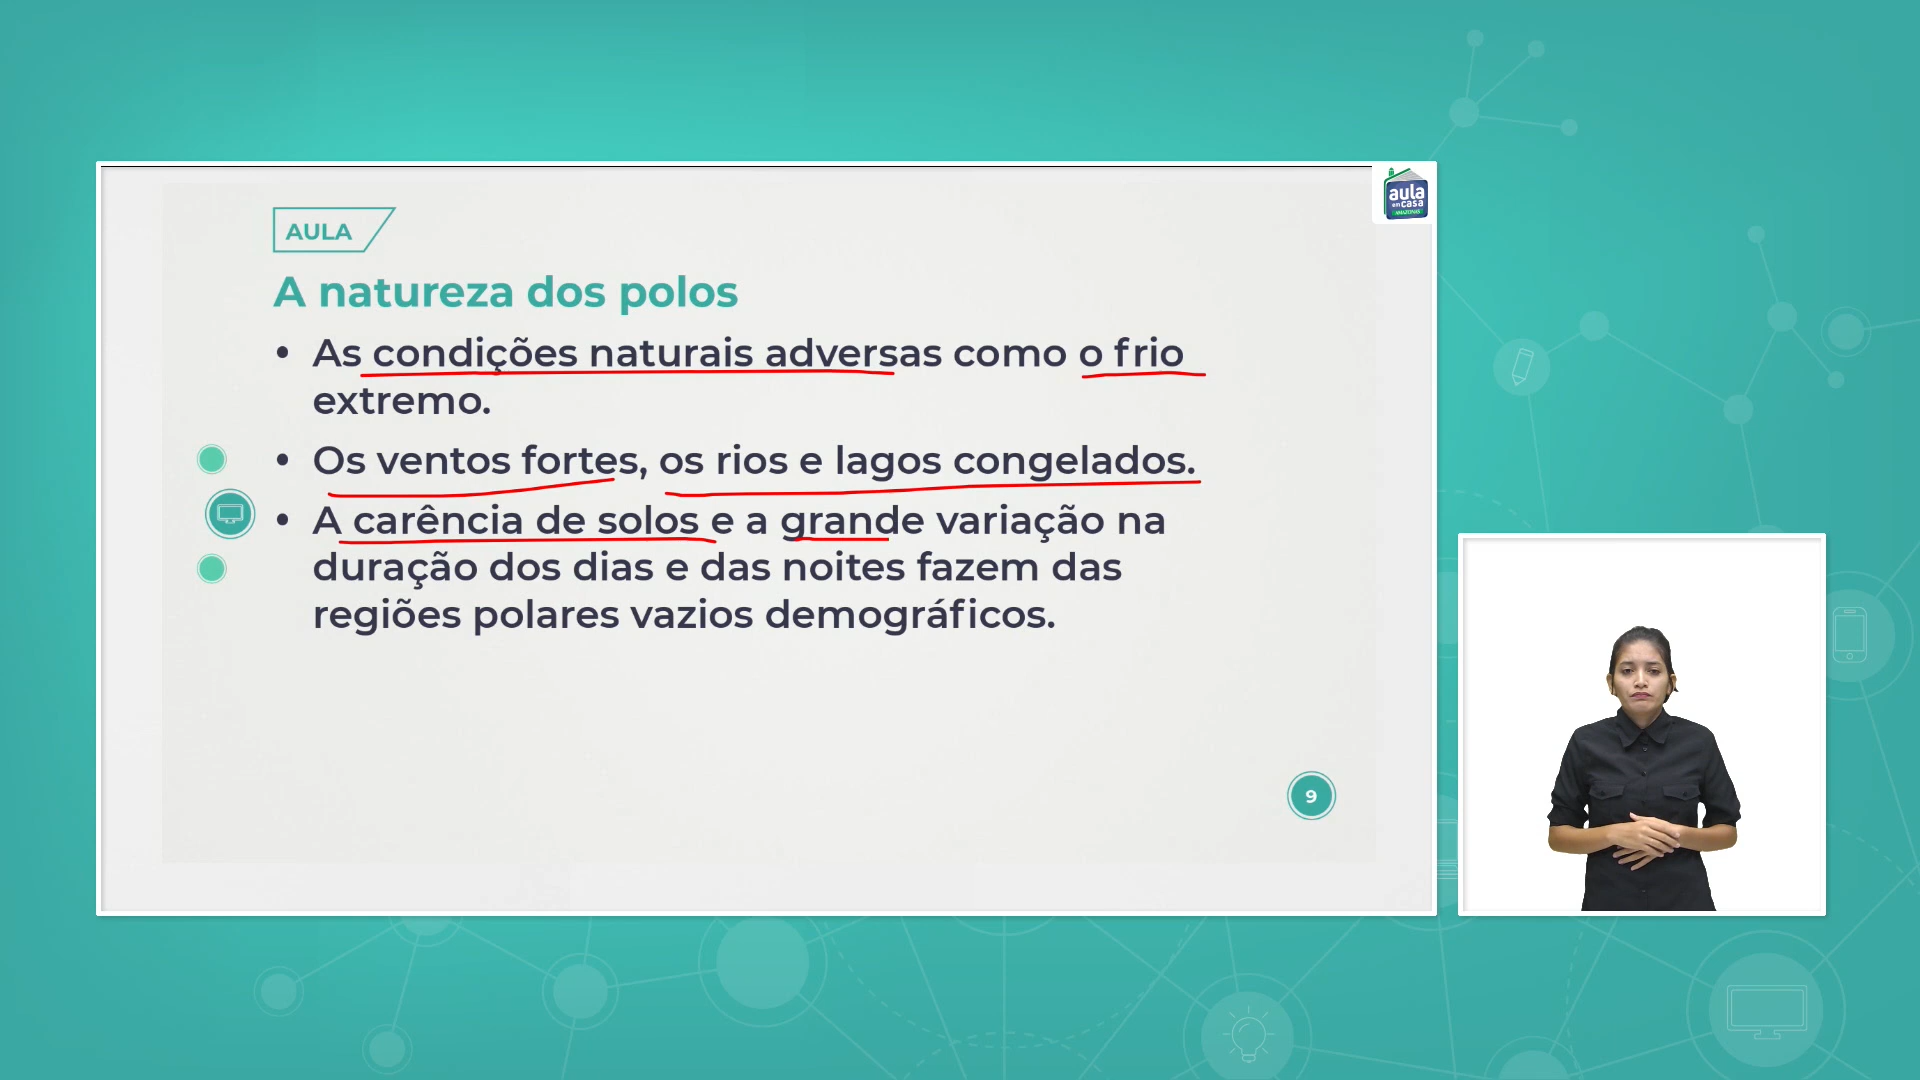 aula
em casa
AMAZONAS
AULA
A natureza dos polos
• As condições naturais adversas como o frio
extremo.
• Os ventos fortes, os rios e lagos congelados.
• A carência de solos e a grande variação na
duração dos dias e das noites fazem das
regiões polares vazios demográficos.
9